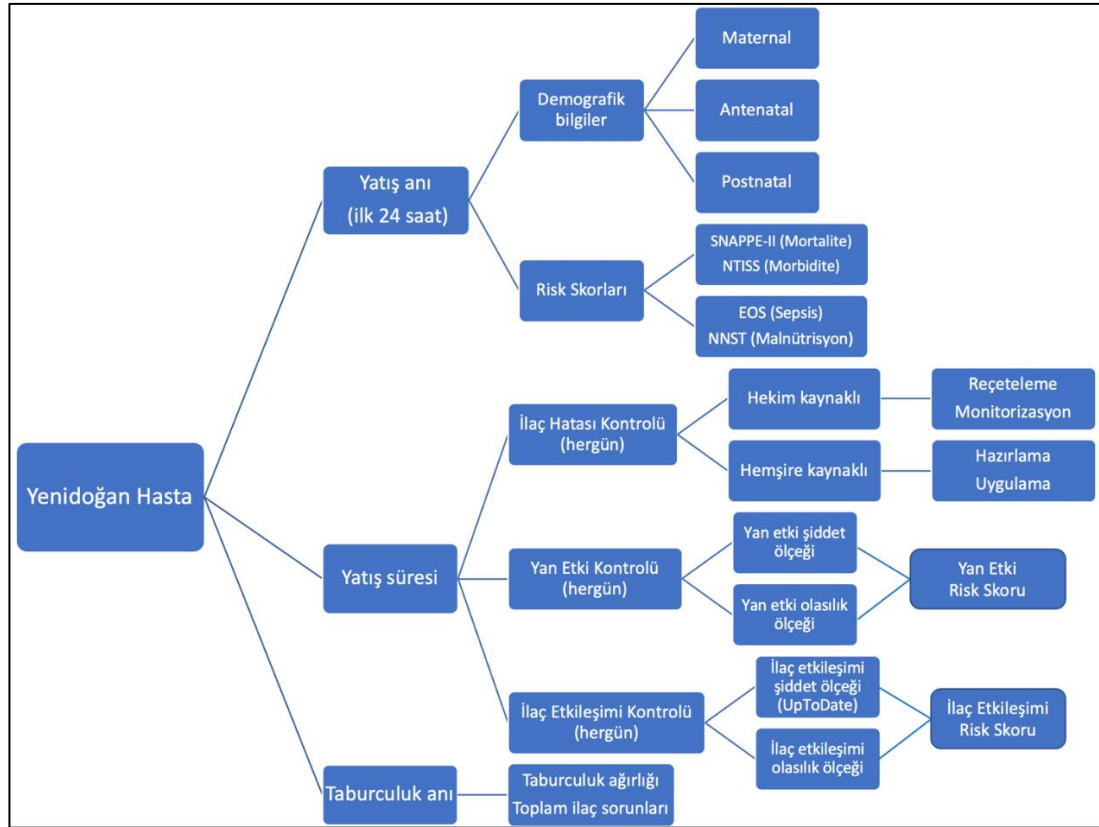 Yenidoğan Hasta
Yatış anı
(ilk 24 saat)
Demografik
bilgiler
Maternal
Antenatal
Postnatal
Risk Skorları
SNAPPE-II (Mortalite)
NTISS (Morbidite)
EOS (Sepsis)
NNST (Malnütrisyon)
Yatış süresi
İlaç Hatası Kontrolü
(hergün)
Hekim kaynaklı
Reçeteleme
Monitorizasyon
Hemşire kaynaklı
Hazırlama
Uygulama
Yan Etki Kontrolü
(hergün)
Yan etki şiddet
ölçeği
Yan etki olasılık
ölçeği
Yan Etki
Risk Skoru
İlaç Etkileşimi Kontrolü
(hergün)
İlaç etkileşimi
şiddet ölçeği
(UpToDate)
İlaç etkileşimi
olasılık ölçeği
İlaç Etkileşimi
Risk Skoru
Taburculuk anı
Taburculuk ağırlığı
Toplam ilaç sorunları